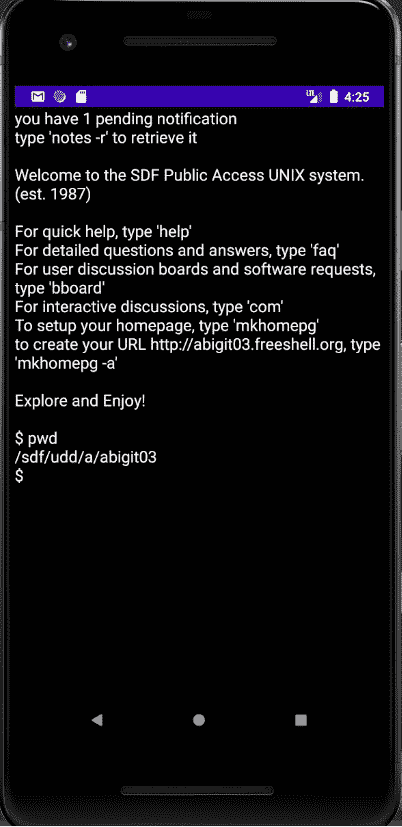 4:25
you have 1 pending notification
type 'notes -r' to retrieve it
Welcome to the SDF Public Access UNIX system.
(est. 1987)
For quick help, type 'help'
For detailed questions and answers, type 'faq'
For user discussion boards and software requests,
type 'bboard'
For interactive discussions, type 'com'
To setup your homepage, type 'mkhomepg'
to create your URL http://abigit03.freeshell.org, type
'mkhomepg -a'
Explore and Enjoy!
$ pwd
/sdf/udd/a/abigit03
$